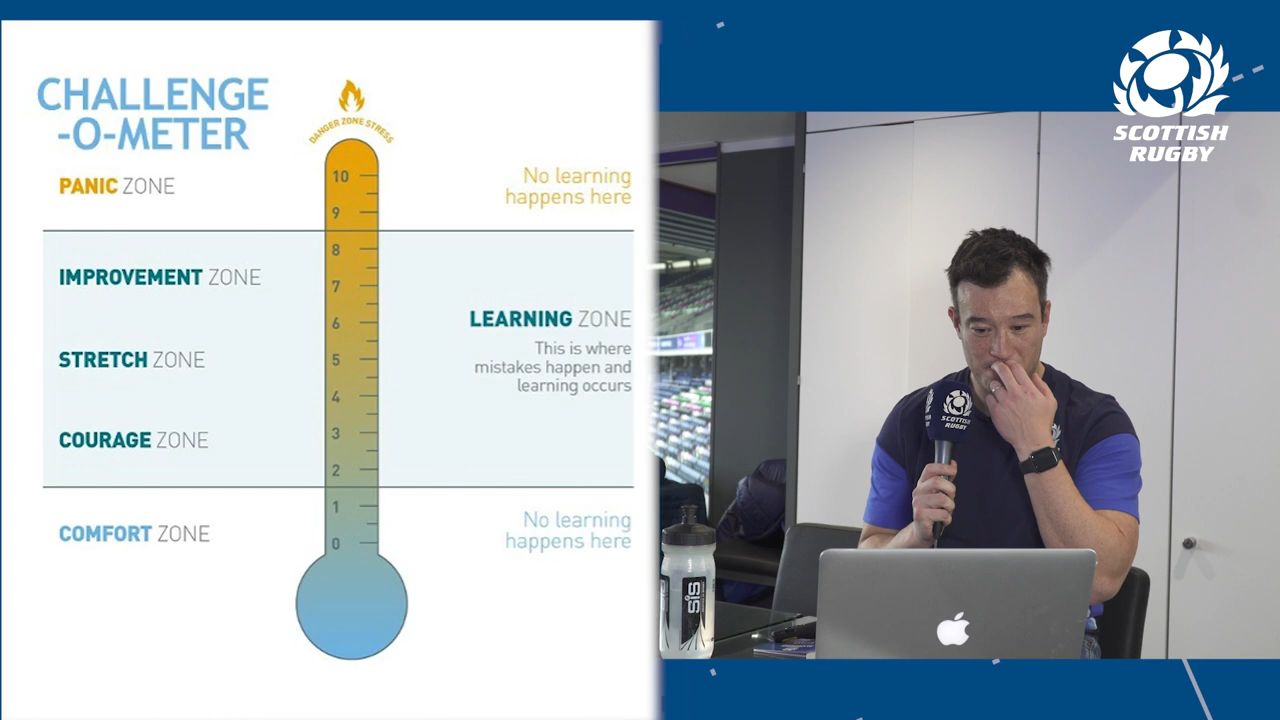 CHALLENGE
-O-METER
DANGER ZONE STRESS
PANIC ZONE
No learning
happens here
10
9
8
7
6
5
4
3
2
1
0
IMPROVEMENT ZONE
STRETCH ZONE
COURAGE ZONE
LEARNING ZONE
This is where
mistakes happen and
learning occurs
COMFORT ZONE
No learning
happens here
SCOTTISH
RUGBY
SCOTTISH
RUGBY
SiS